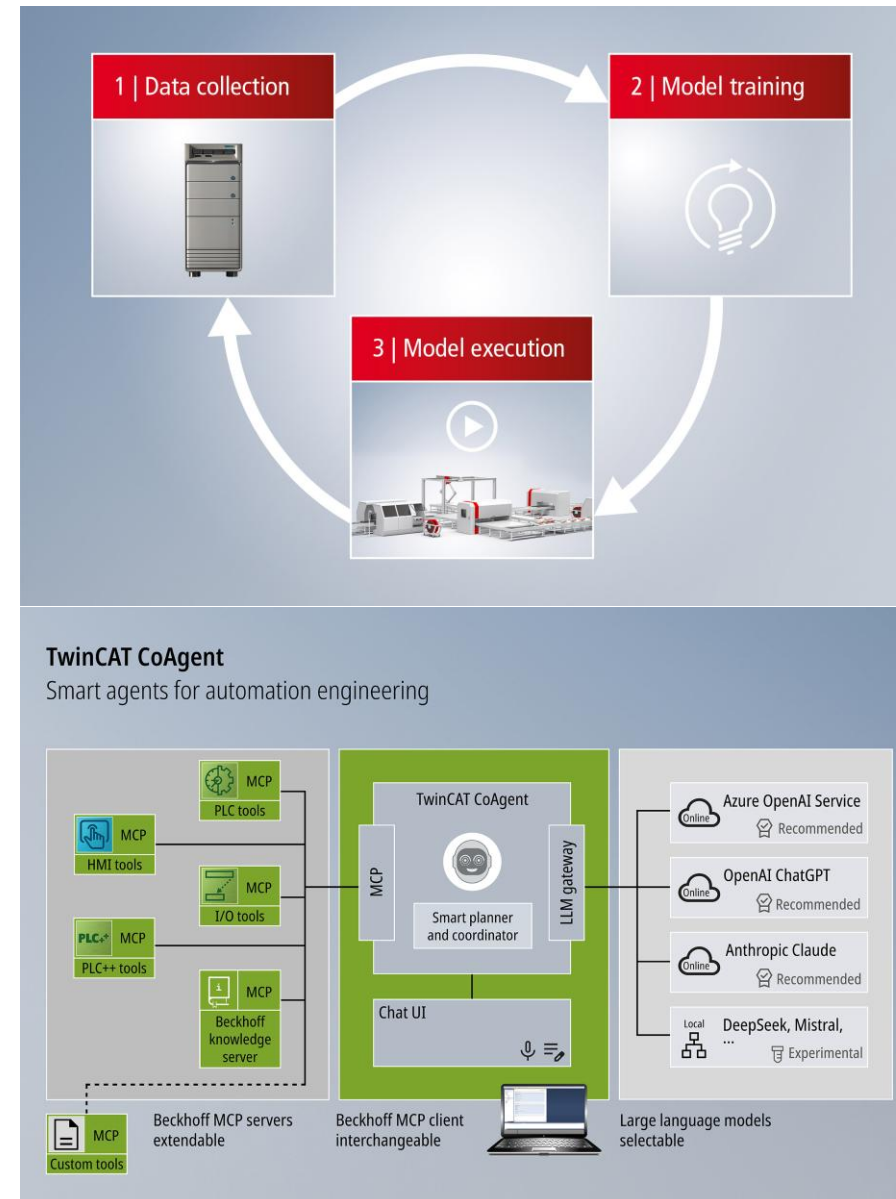 1 | Data collection
2 | Model training
3 | Model execution
TwinCAT CoAgent
Smart agents for automation engineering
MCP
PLC tools
MCP
HMI tools
MCP
I/O tools
PLC++
MCP
PLC++ tools
MCP
Beckhoff
knowledge
server
MCP
Custom tools
Beckhoff MCP servers
extendable
TwinCAT CoAgent
MCP
Smart planner
and coordinator
LLM gateway
Chat UI
Beckhoff MCP client
interchangeable
Online
Azure OpenAI Service
Recommended
Online
OpenAI ChatGPT
Recommended
Online
Anthropic Claude
Recommended
Local
DeepSeek, Mistral,
...
Experimental
Large language models
selectable